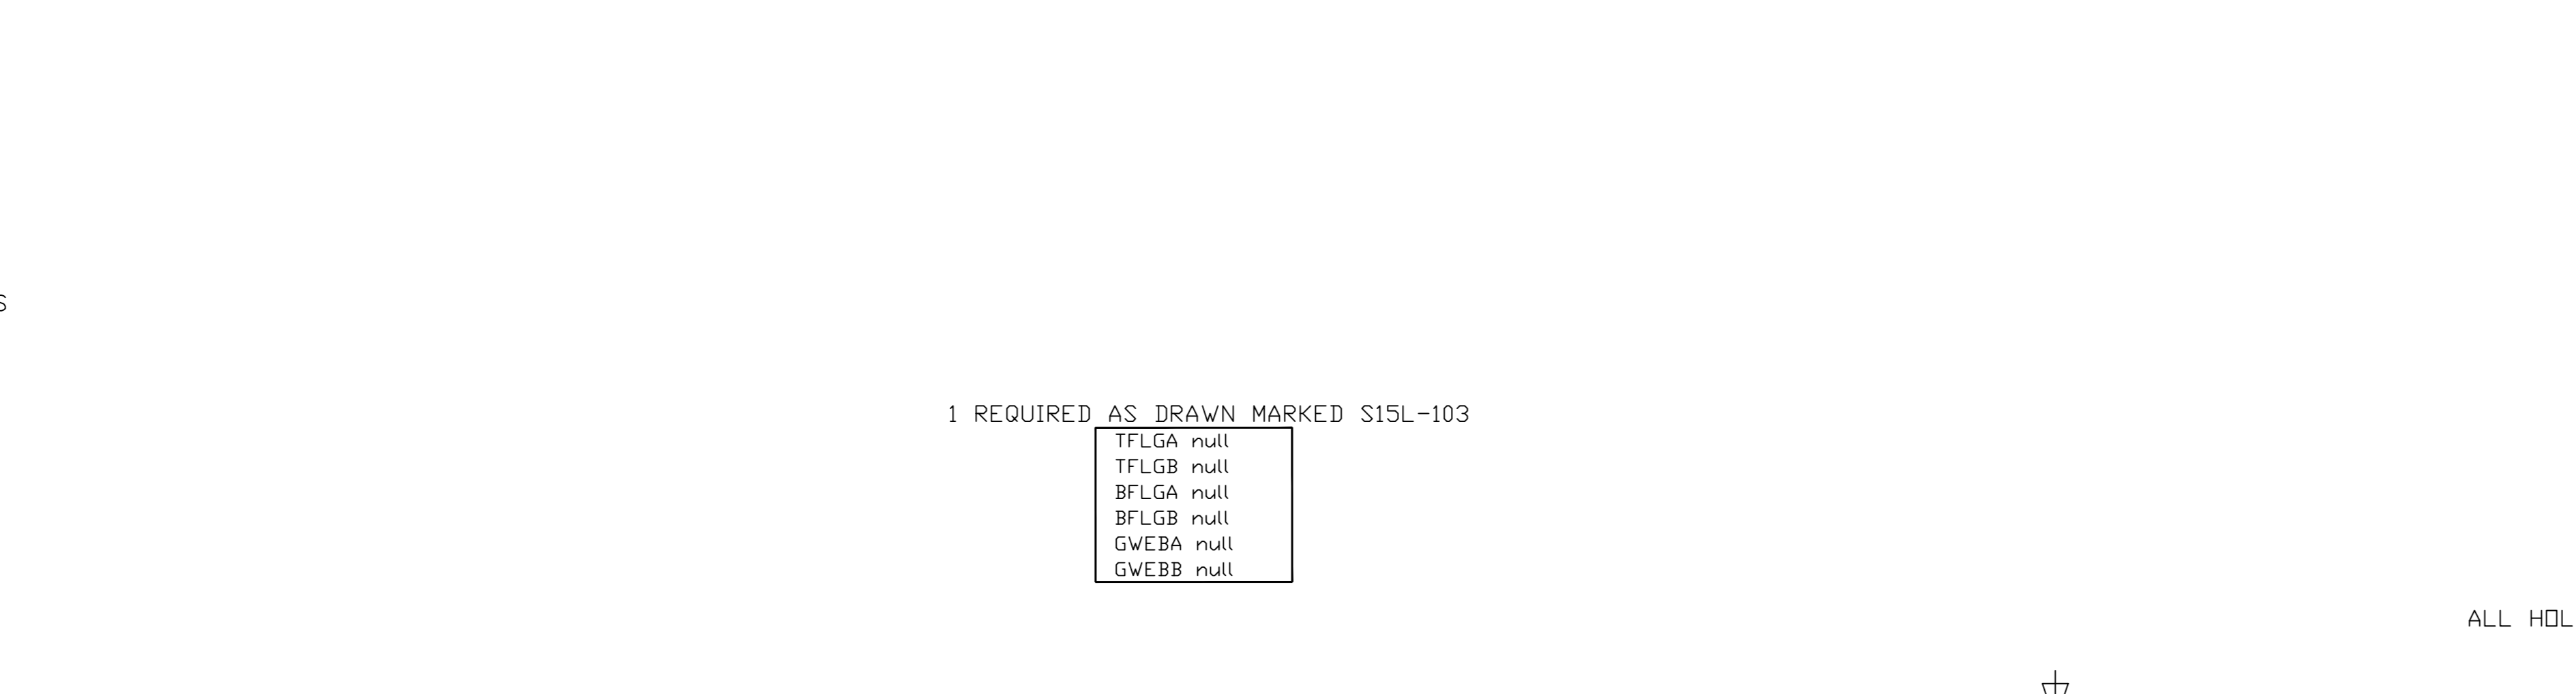 S
1 REQUIRED AS DRAWN MARKED S15L-103
TFLGA null
TFLGB null
BFLGA null
BFLGB null
GWEBA null
GWEBB null
ALL HOL